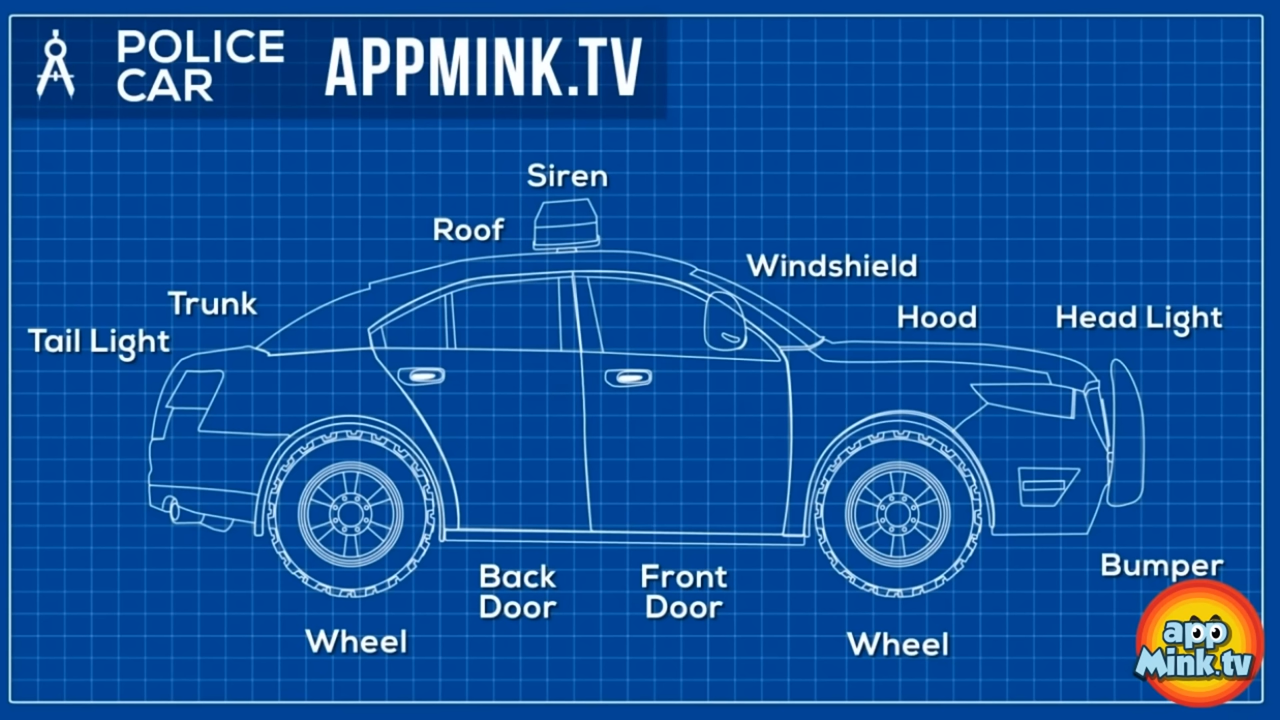 POLICE
CAR
APPMINK.TV
Siren
Roof
Windshield
Trunk
Hood
Head Light
Tail Light
Back
Door
Front
Door
Bumper
Wheel
Wheel
app
Mink.tv